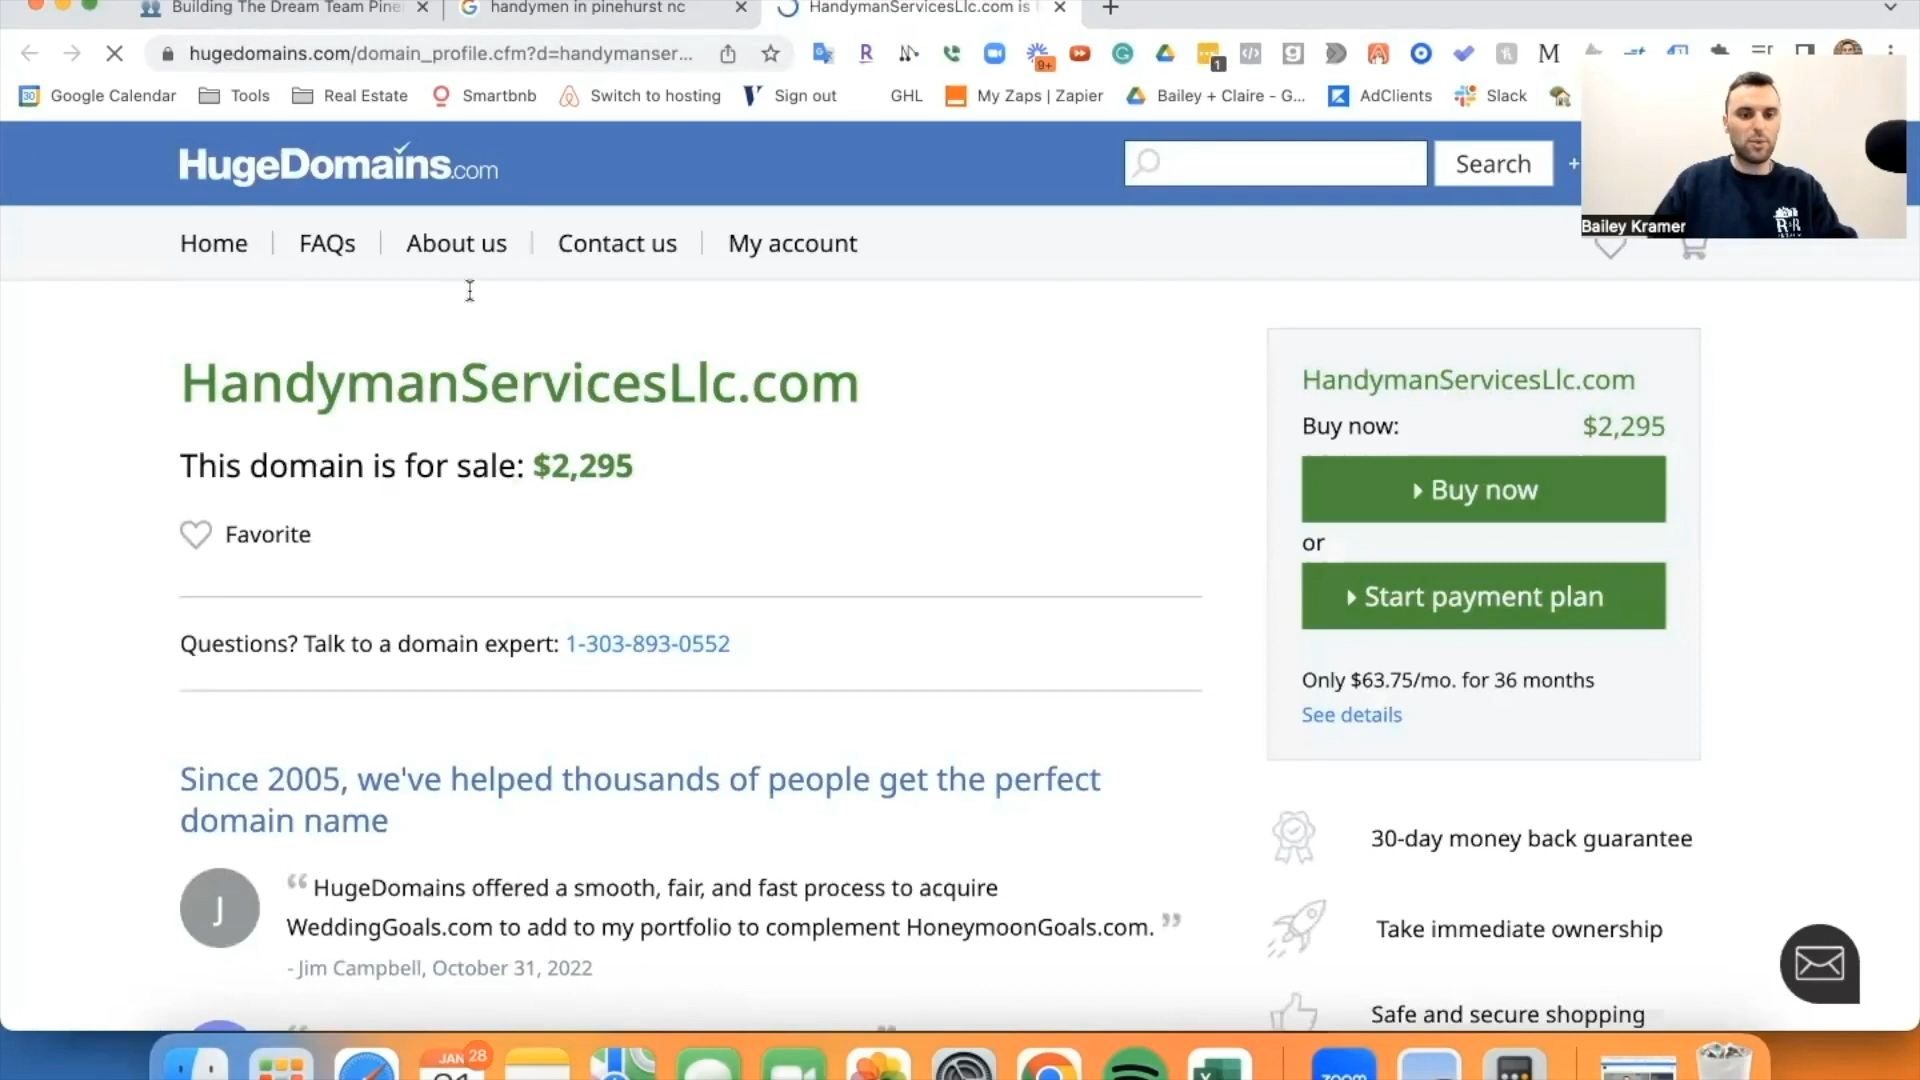 Building The Dream Team Pine
handymen in pinehurst nc
HandymanServicesLlc.com is
hugedomains.com/domain_profile.cfm?d=handymanser...
9+
1
Google Calendar
Tools
Real Estate
Smartbnb
Switch to hosting
Sign out
GHL
My Zaps | Zapier
Bailey + Claire - G...
AdClients
Slack
HugeDomains.com
Search
+
Bailey Kramer
Home
FAQs
About us
Contact us
My account
HandymanServicesLlc.com
This domain is for sale: $2,295
Favorite
Questions? Talk to a domain expert: 1-303-893-0552
HandymanServicesLlc.com
Buy now: $2,295
Buy now
or
Start payment plan
Only $63.75/mo. for 36 months
See details
Since 2005, we've helped thousands of people get the perfect
domain name
J
“ HugeDomains offered a smooth, fair, and fast process to acquire
WeddingGoals.com to add to my portfolio to complement HoneymoonGoals.com. ”
- Jim Campbell, October 31, 2022
30-day money back guarantee
Take immediate ownership
Safe and secure shopping
JAN
28
zoom